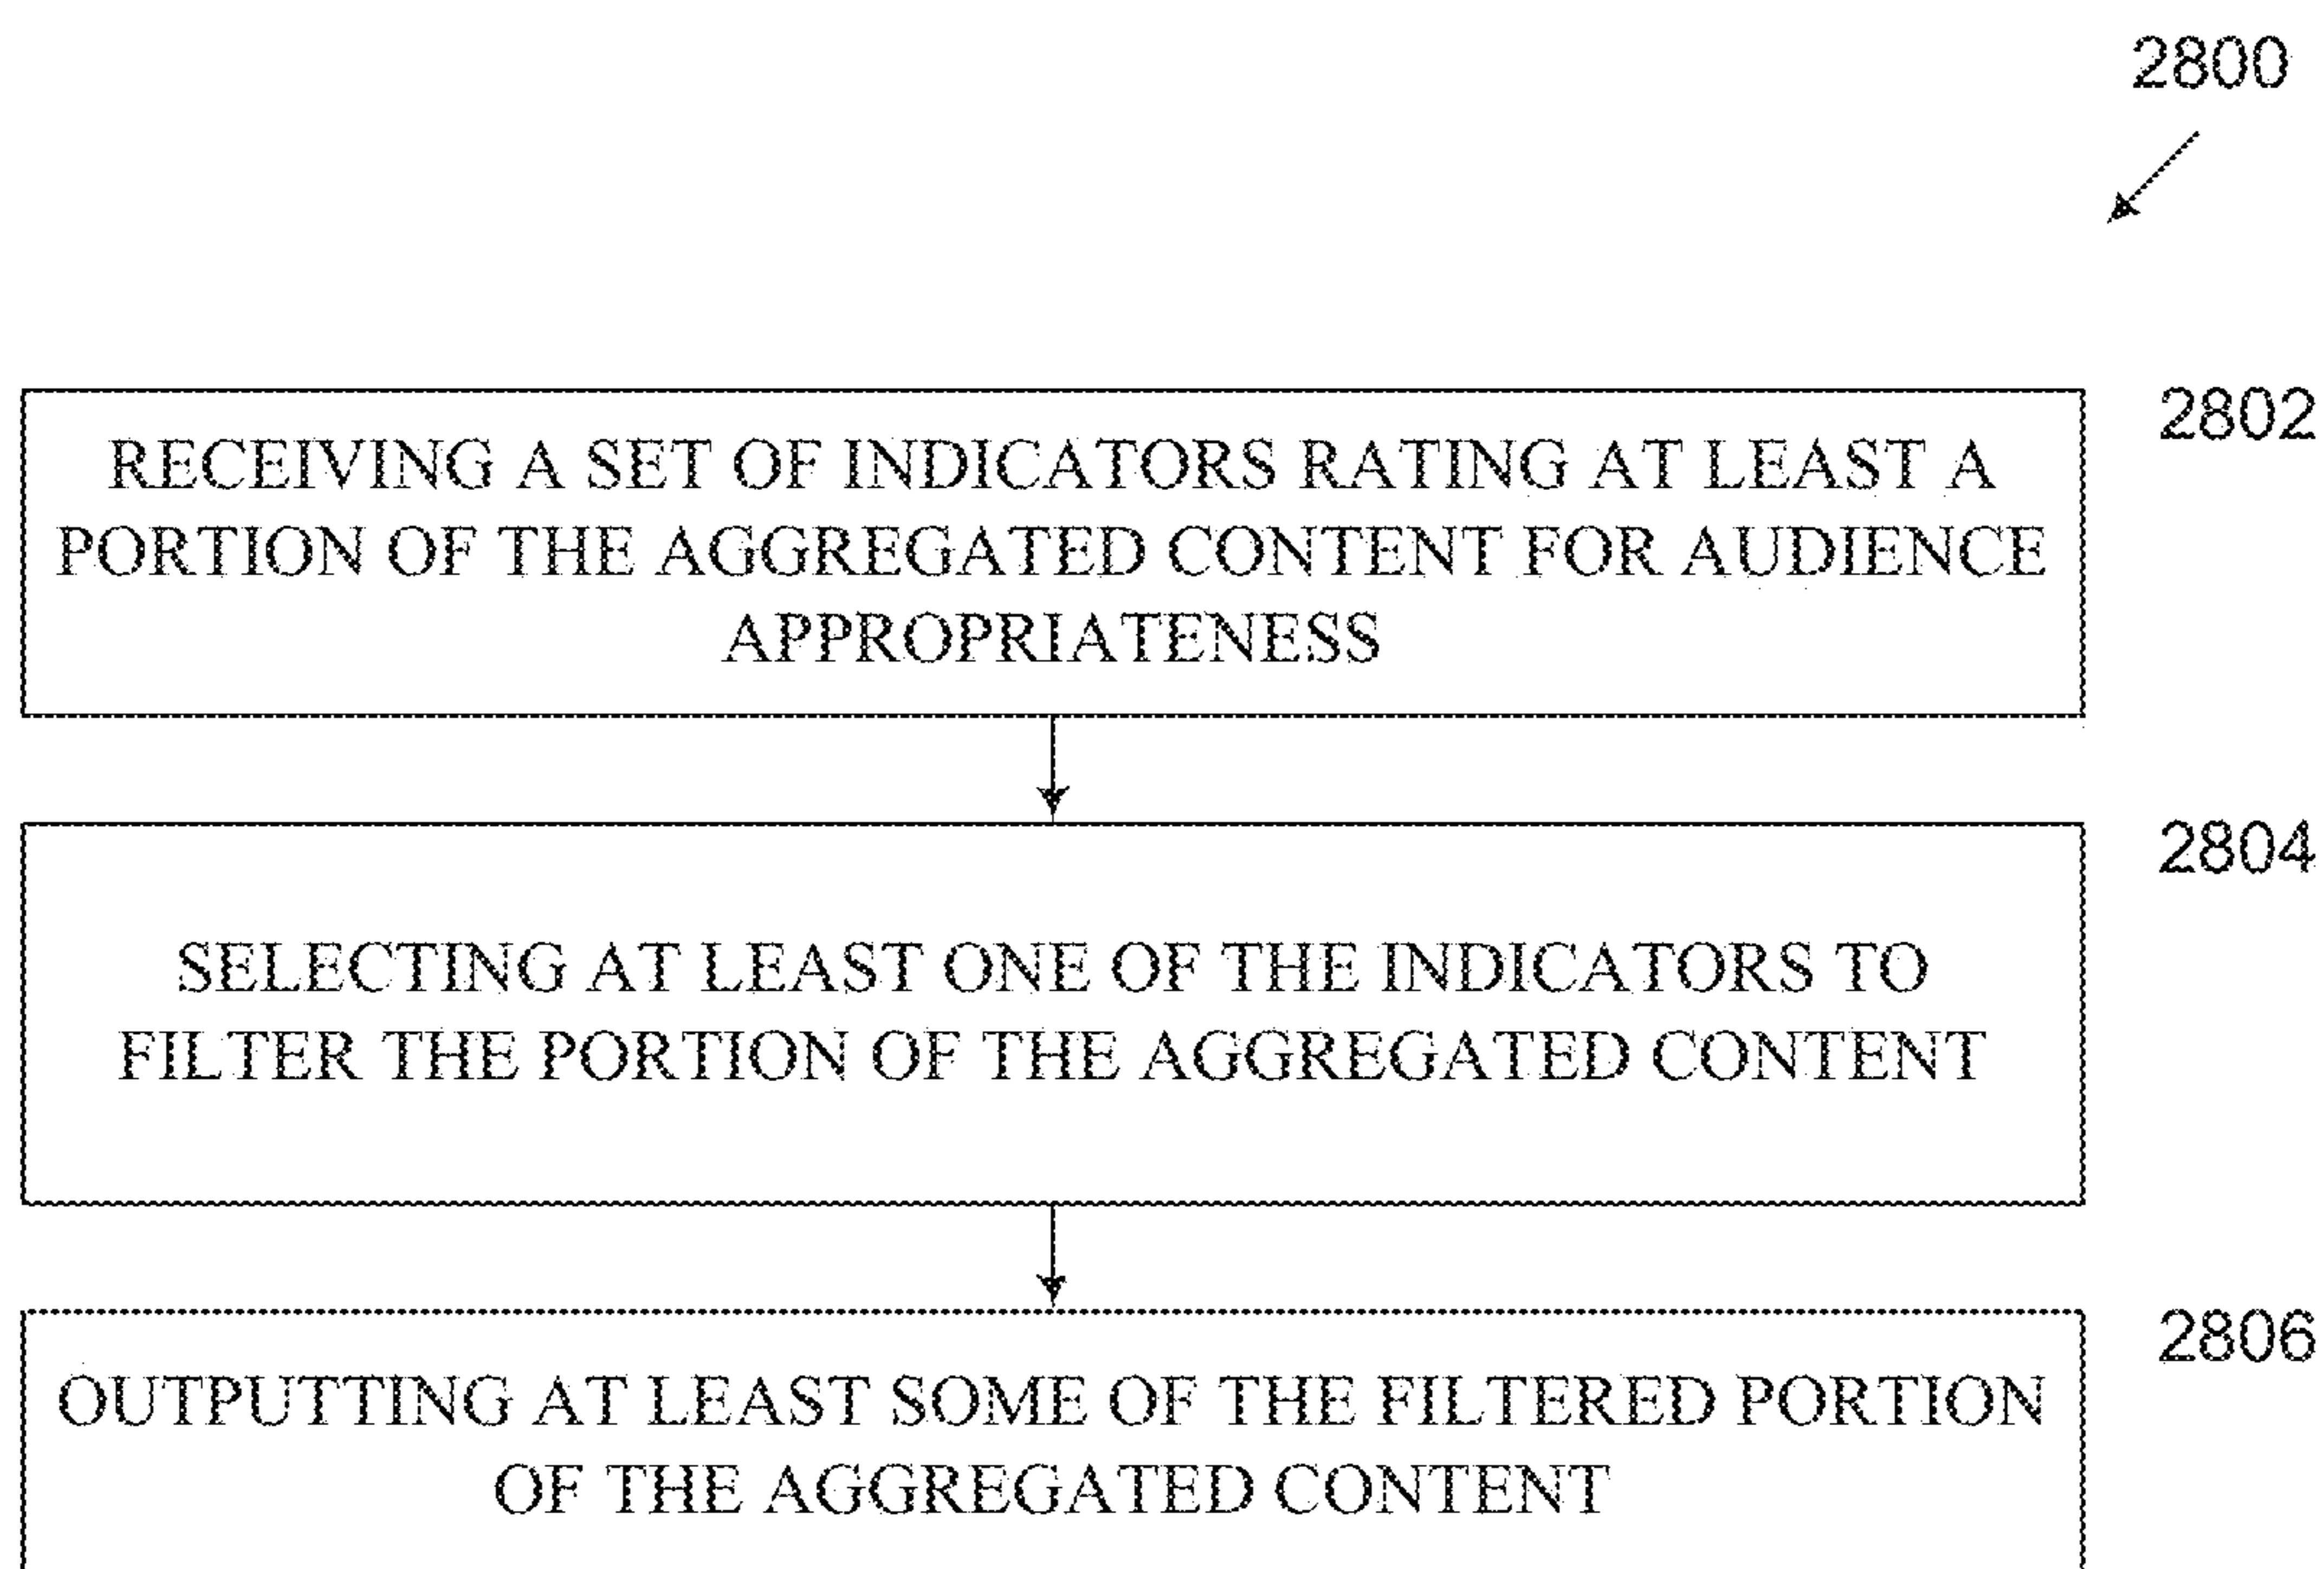 2800
2802
RECEIVING A SET OF INDICATORS RATING AT LEAST A
PORTION OF THE AGGREGATED CONTENT FOR AUDIENCE
APPROPRIATENESS
2804
SELECTING AT LEAST ONE OF THE INDICATORS TO
FILTER THE PORTION OF THE AGGREGATED CONTENT
2806
OUTPUTTING AT LEAST SOME OF THE FILTERED PORTION
OF THE AGGREGATED CONTENT